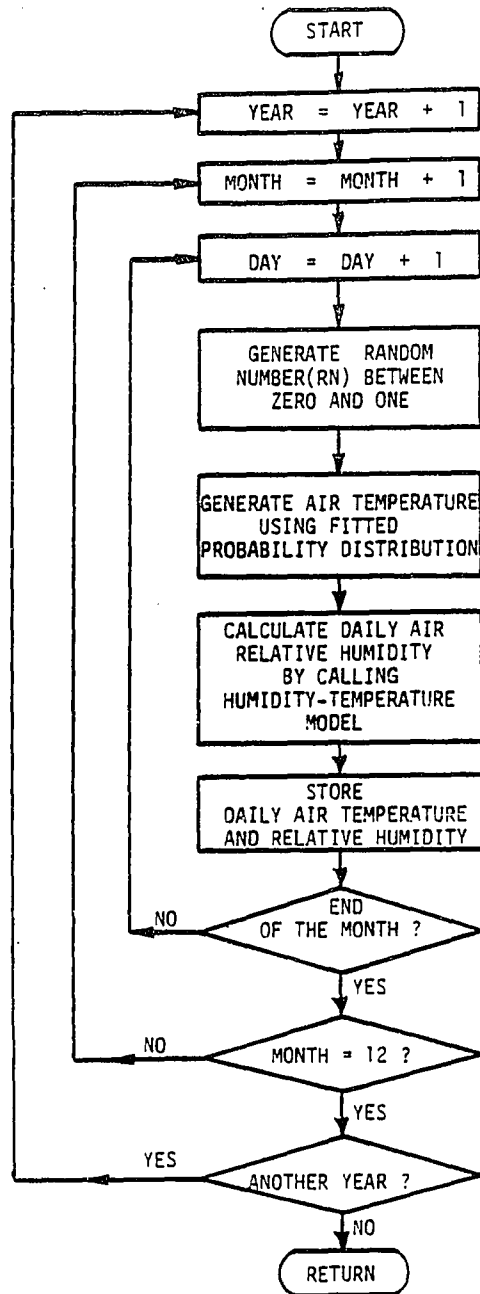 START
YEAR = YEAR + 1
MONTH = MONTH + 1
DAY = DAY + 1
GENERATE RANDOM
NUMBER(RN) BETWEEN
ZERO AND ONE
GENERATE AIR TEMPERATURE
USING FITTED
PROBABILITY DISTRIBUTION
CALCULATE DAILY AIR
RELATIVE HUMIDITY
BY CALLING
HUMIDITY-TEMPERATURE
MODEL
STORE
DAILY AIR TEMPERATURE
AND RELATIVE HUMIDITY
END
NO
OF THE MONTH ?
YES
NO
MONTH = 12 ?
YES
YES
ANOTHER YEAR ?
NO
RETURN